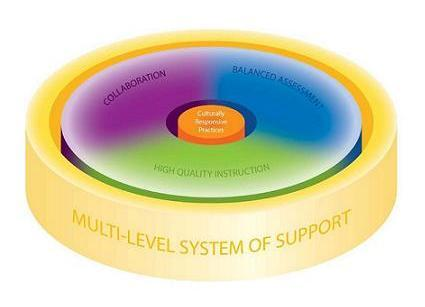 COLLABORATION
BALANCED ASSESSMENT
Culturally
Responsive
Practices
HIGH QUALITY INSTRUCTION
MULTI-LEVEL SYSTEM OF SUPPORT